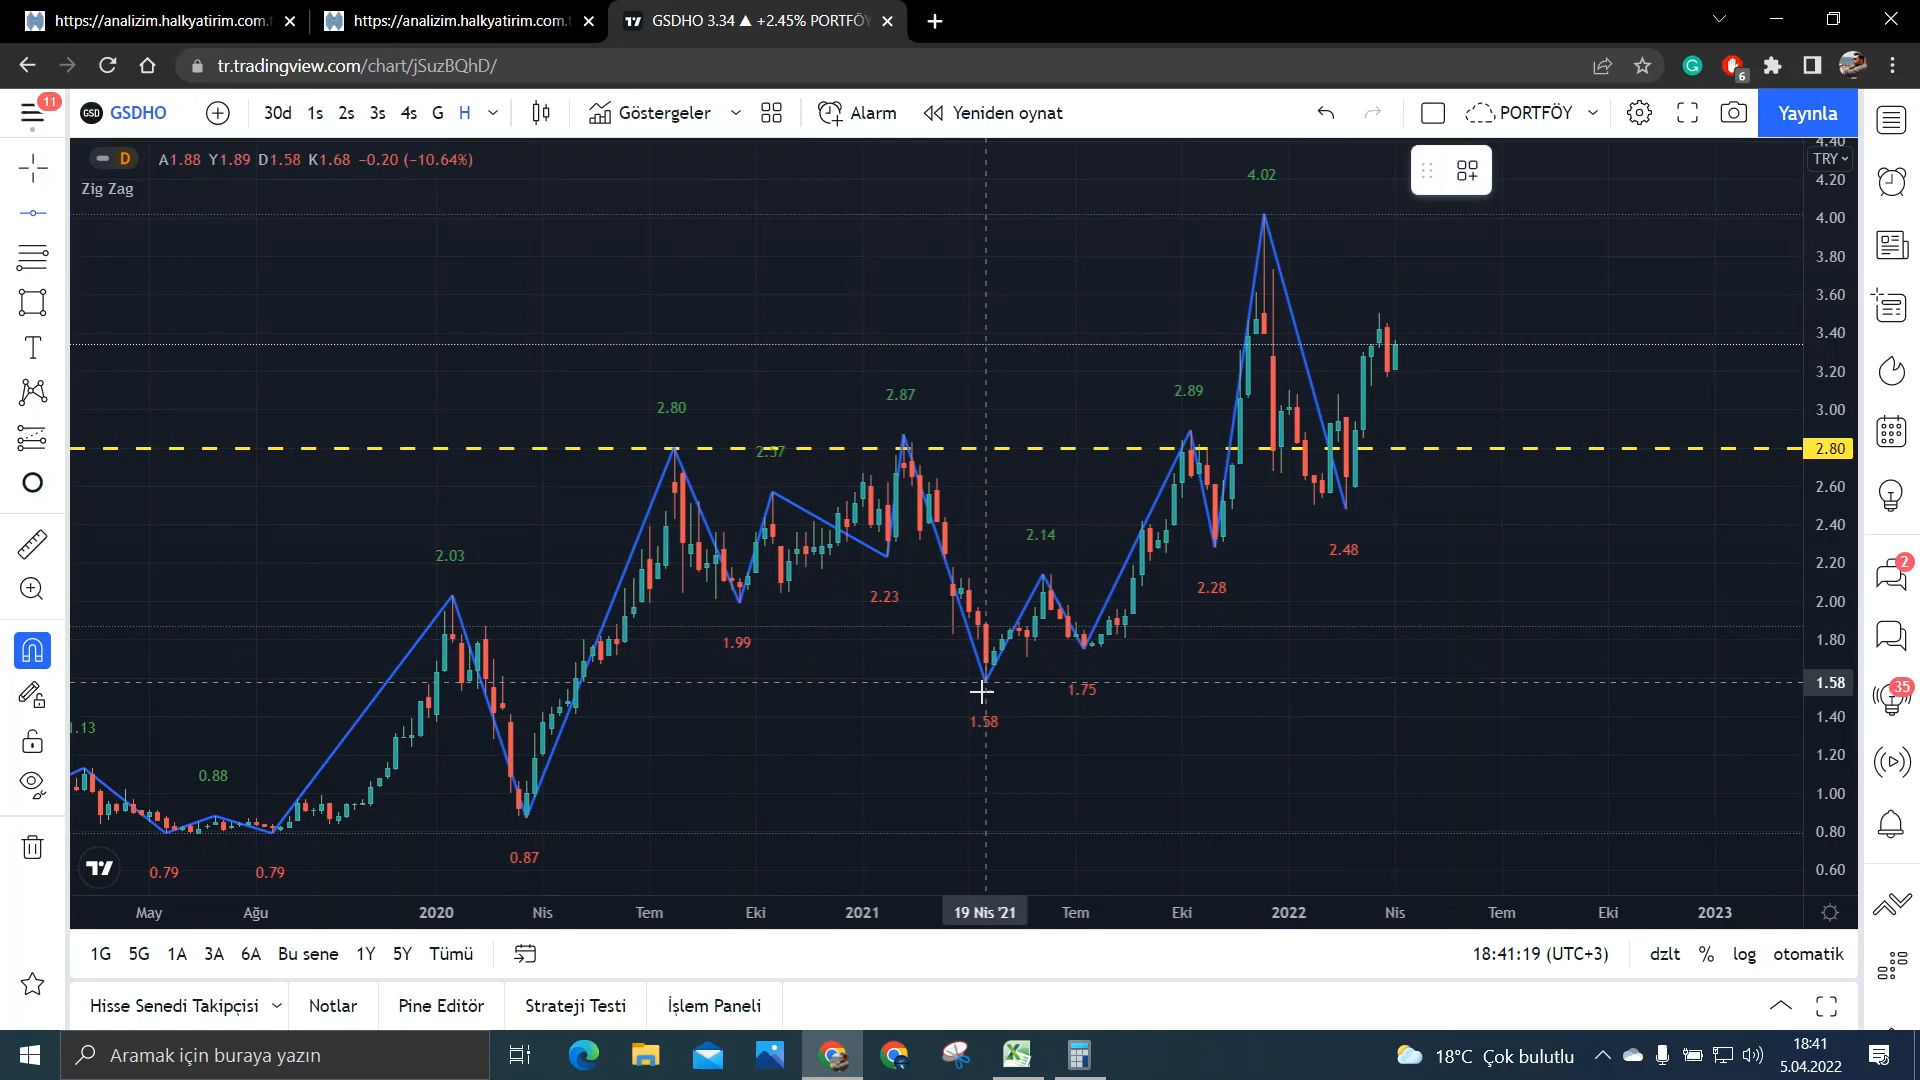 https://analizim.halkyatirim.com.
https://analizim.halkyatirim.com.
GSDHO 3.34 ▲ +2.45% PORTFÖY
tr.tradingview.com/chart/jSuzBQhD/
6
11
GSD GSDHO
30d 1s 2s 3s 4s G H
Göstergeler
Alarm
Yeniden oynat
PORTFÖY
Yayınla
D A1.88 Y1.89 D1.58 K1.68 −0.20 (−10.64%)
Zig Zag
TRY
4.40
4.20
4.00
3.80
3.60
3.40
3.20
3.00
2.80
2.60
2.40
2.20
2.00
1.80
1.58
1.40
1.20
1.00
0.80
0.60
4.02
2.80
2.57
2.87
2.89
2.03
2.14
2.48
2.28
2.23
1.99
1.75
1.58
1.13
0.88
0.87
0.79
0.79
2
35
May
Ağu
2020
Nis
Tem
Eki
2021
19 Nis '21
Tem
Eki
2022
Nis
Tem
Eki
2023
1G 5G 1A 3A 6A Bu sene 1Y 5Y Tümü
18:41:19 (UTC+3)
dzlt % log otomatik
Hisse Senedi Takipçisi
Notlar
Pine Editör
Strateji Testi
İşlem Paneli
Aramak için buraya yazın
18°C Çok bulutlu
18:41
5.04.2022